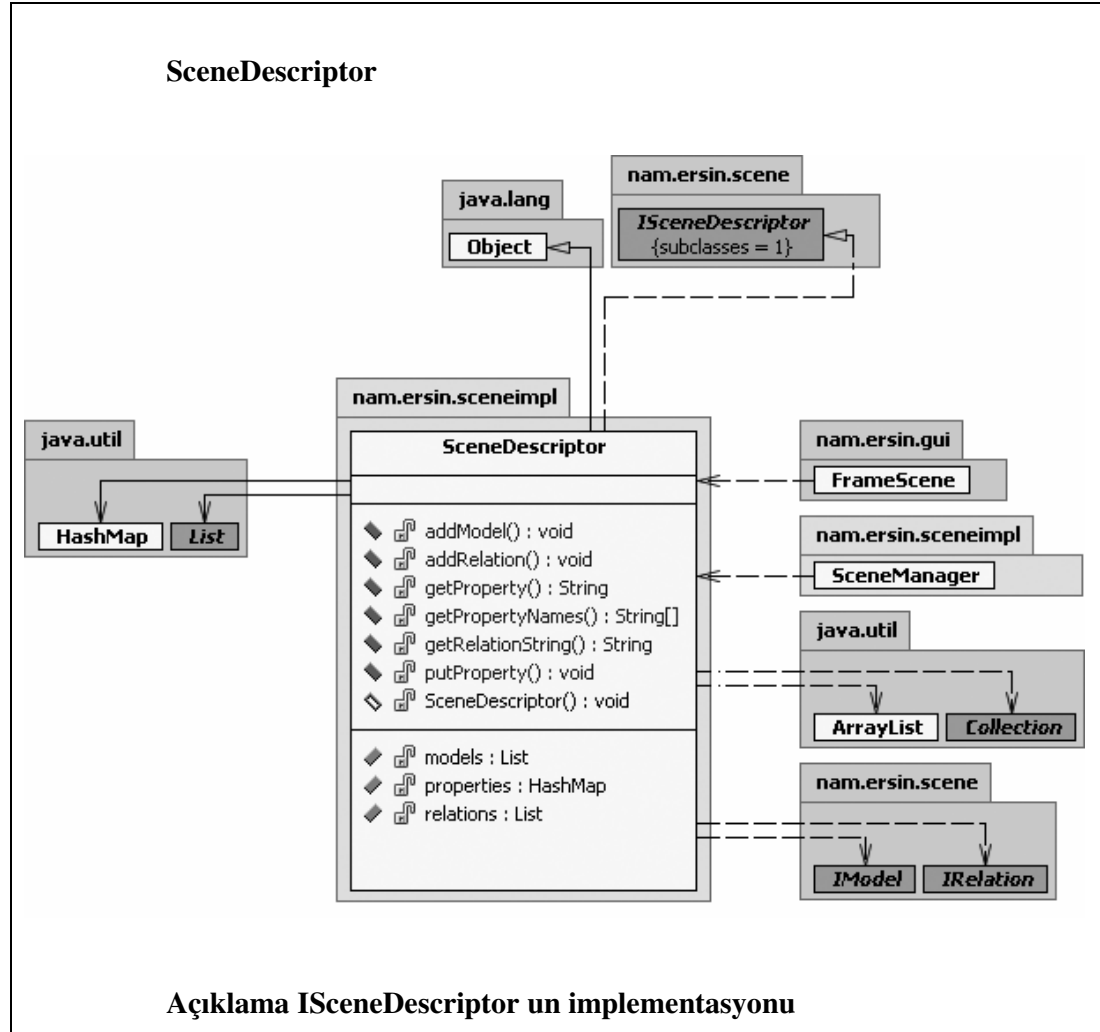 SceneDescriptor
nam.ersin.scene
java.lang
ISceneDescriptor
{subclasses = 1}
Object
nam.ersin.sceneimpl
java.util
SceneDescriptor
nam.ersin.gui
FrameScene
HashMap
List
addModel() : void
addRelation() : void
getProperty() : String
getPropertyNames() : String[]
getRelationString() : String
putProperty() : void
SceneDescriptor() : void
nam.ersin.sceneimpl
SceneManager
java.util
ArrayList
Collection
models : List
properties : HashMap
relations : List
nam.ersin.scene
IModel
IRelation
Açıklama ISceneDescriptor un implementasyonu